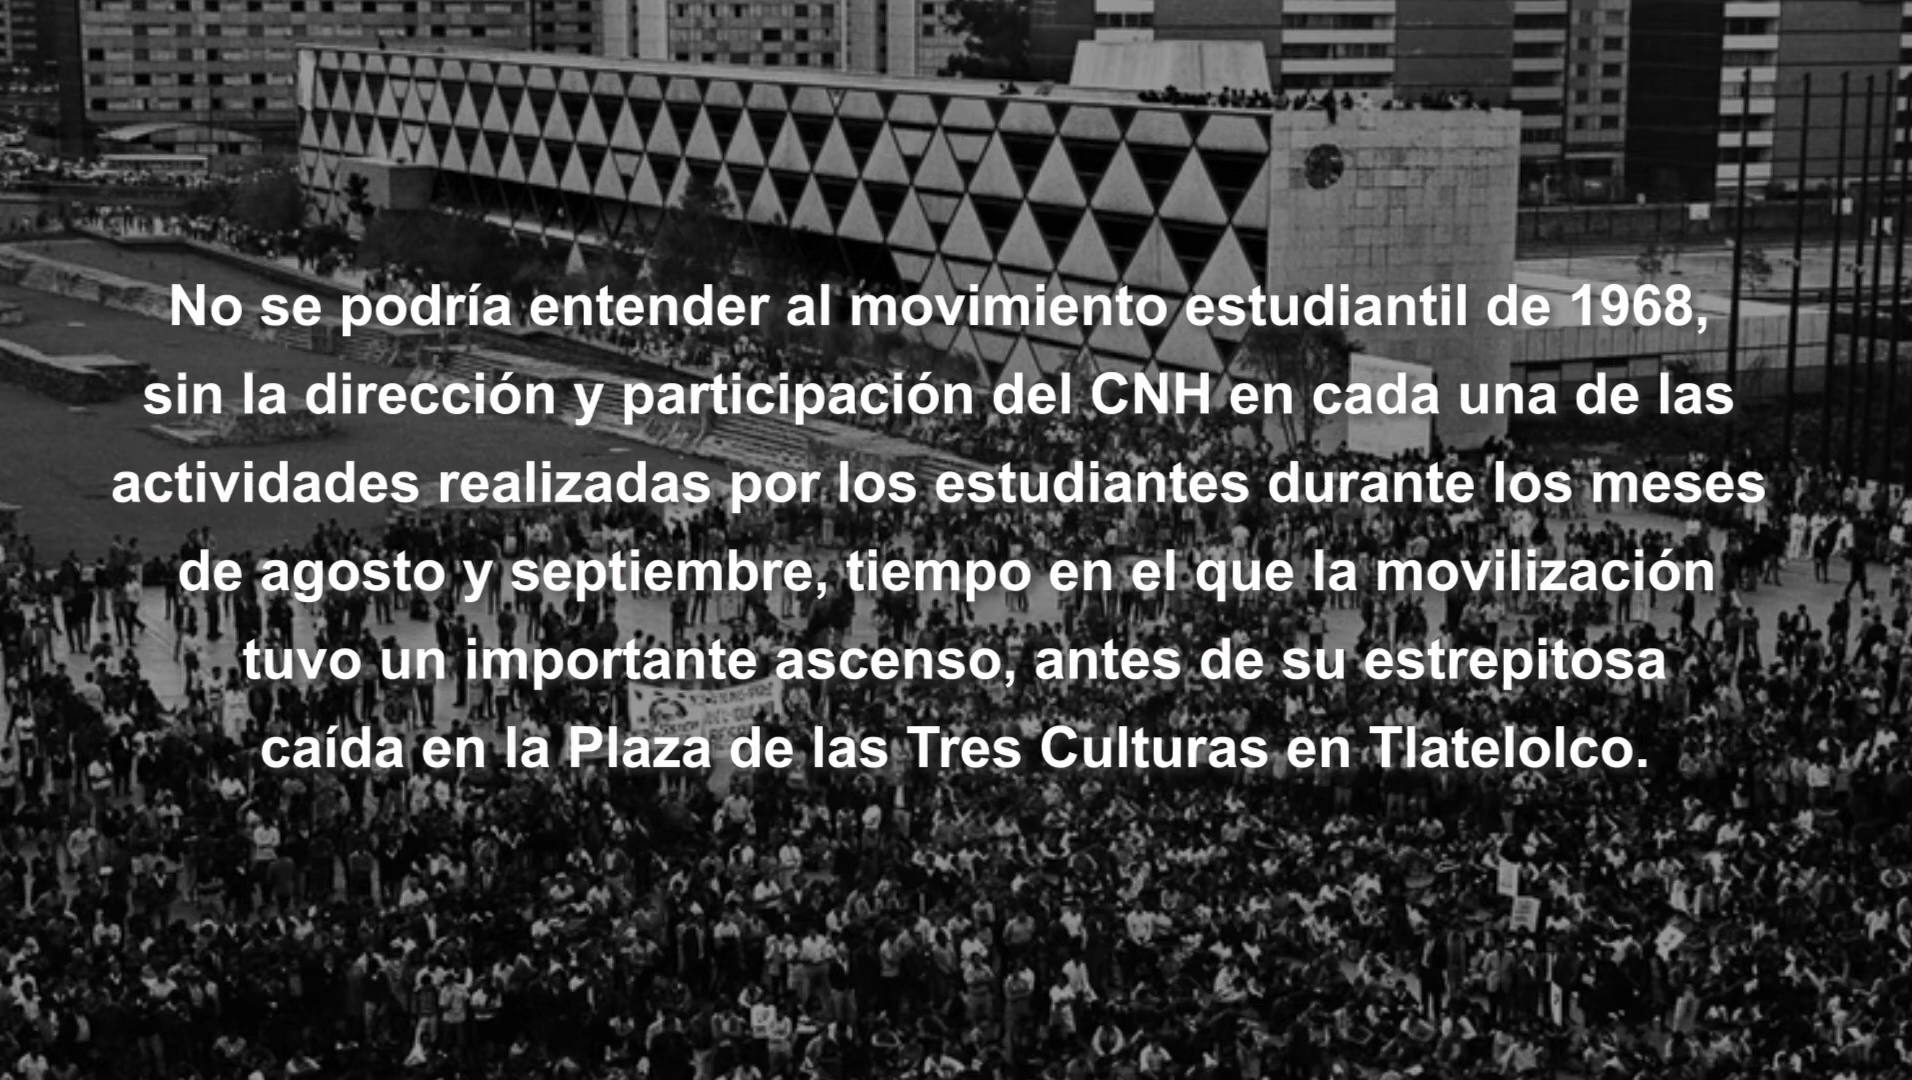 No se podría entender al movimiento estudiantil de 1968,
sin la dirección y participación del CNH en cada una de las
actividades realizadas por los estudiantes durante los meses
de agosto y septiembre, tiempo en el que la movilización
tuvo un importante ascenso, antes de su estrepitosa
caída en la Plaza de las Tres Culturas en Tlatelolco.